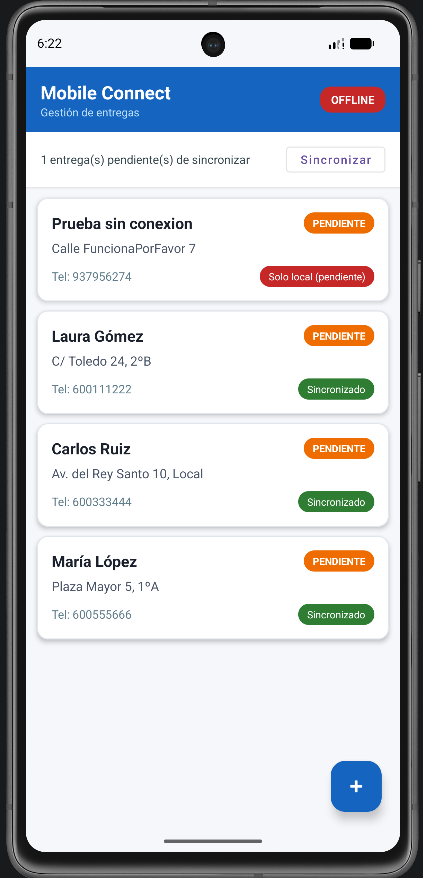 6:22
Mobile Connect
Gestión de entregas
OFFLINE
1 entrega(s) pendiente(s) de sincronizar
Sincronizar
Prueba sin conexion
PENDIENTE
Calle FuncionaPorFavor 7
Tel: 937956274
Solo local (pendiente)
Laura Gómez
PENDIENTE
C/ Toledo 24, 2ºB
Tel: 600111222
Sincronizado
Carlos Ruiz
PENDIENTE
Av. del Rey Santo 10, Local
Tel: 600333444
Sincronizado
María López
PENDIENTE
Plaza Mayor 5, 1ºA
Tel: 600555666
Sincronizado
+